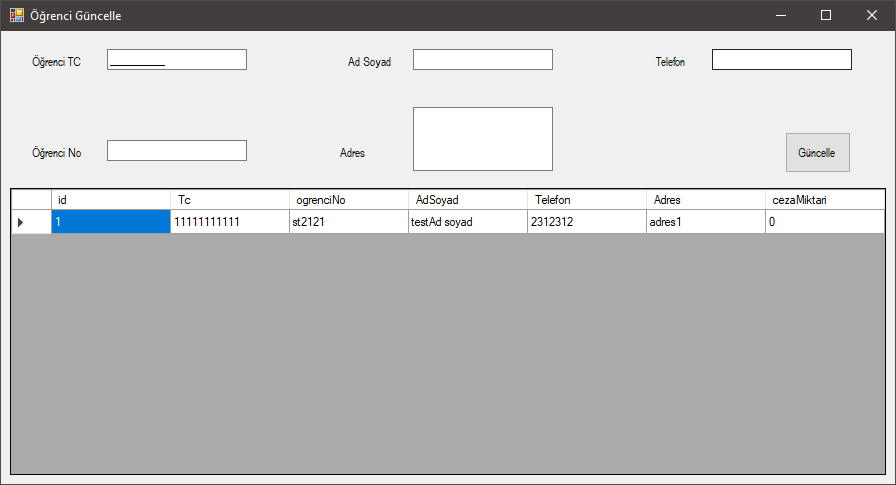 Öğrenci Güncelle
Öğrenci TC ___________ Ad Soyad Telefon
Öğrenci No Adres Güncelle
id Tc ogrenciNo AdSoyad Telefon Adres cezaMiktari
1 11111111111 st2121 testAd soyad 2312312 adres1 0